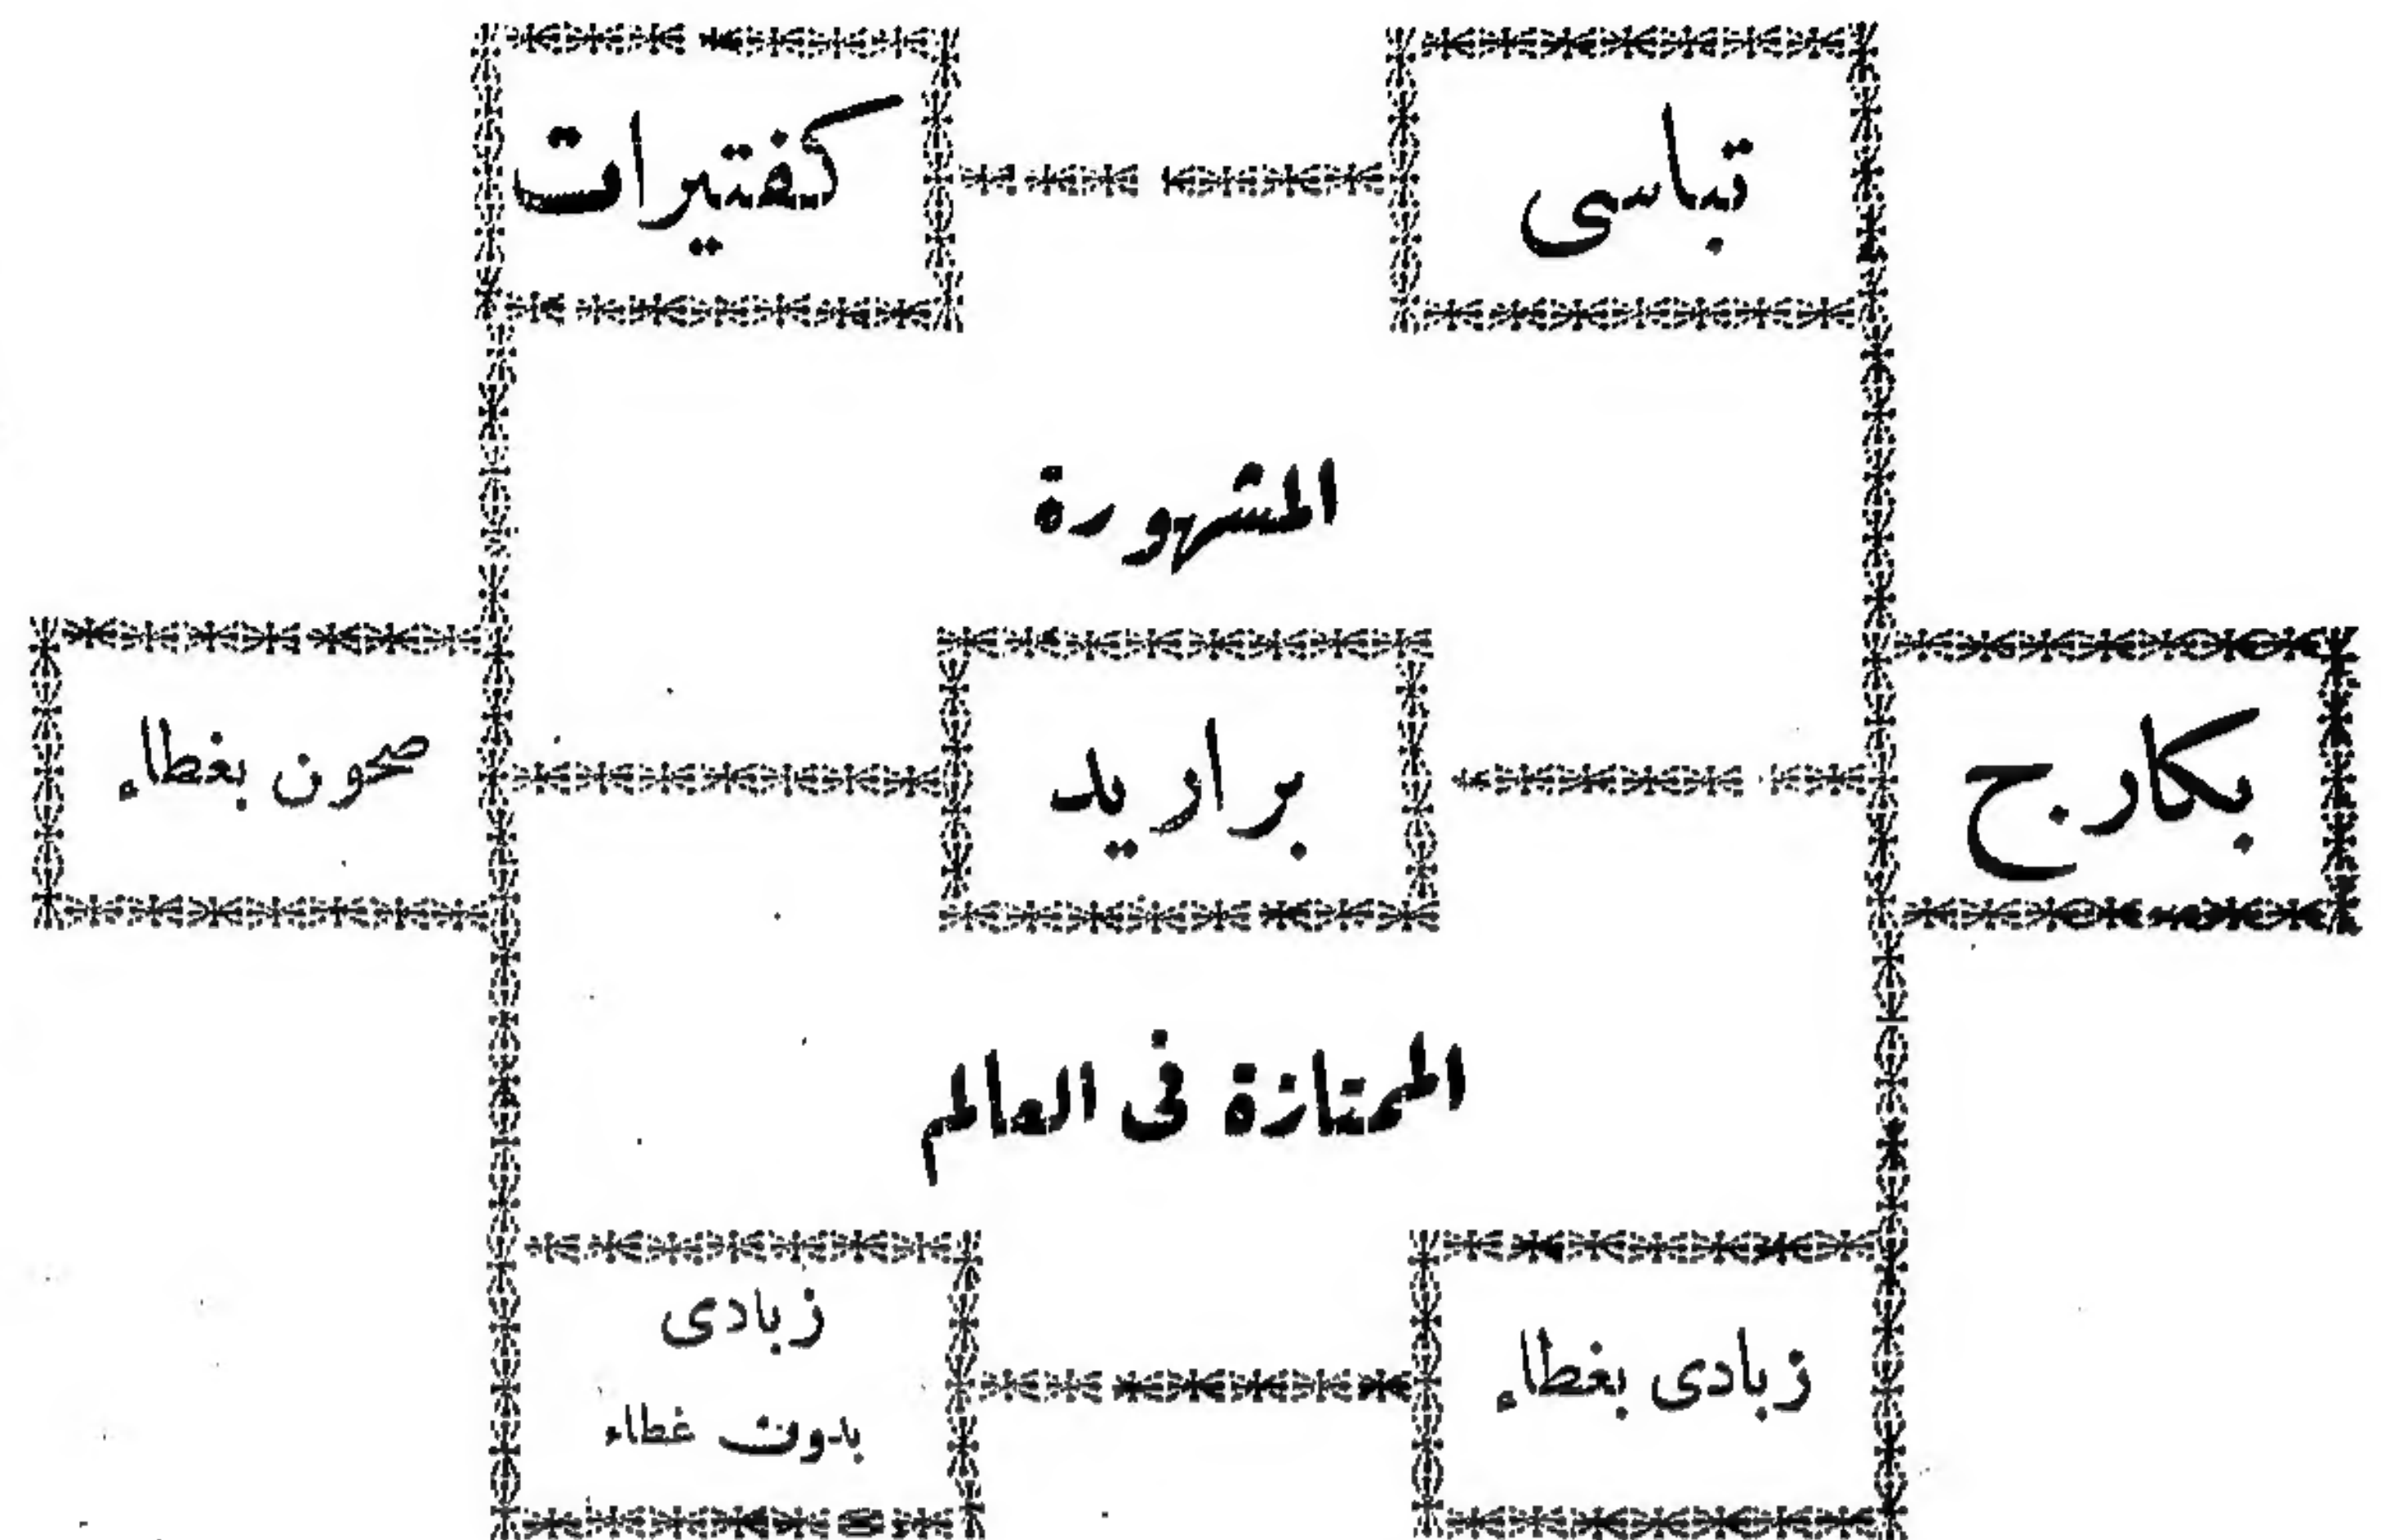 تباسى
كفتيرات
المشهورة
بكارج
براريد
صحون بغطاء
الممتازة فى العالم
زبادى بغطاء
زبادى
بدون غطاء